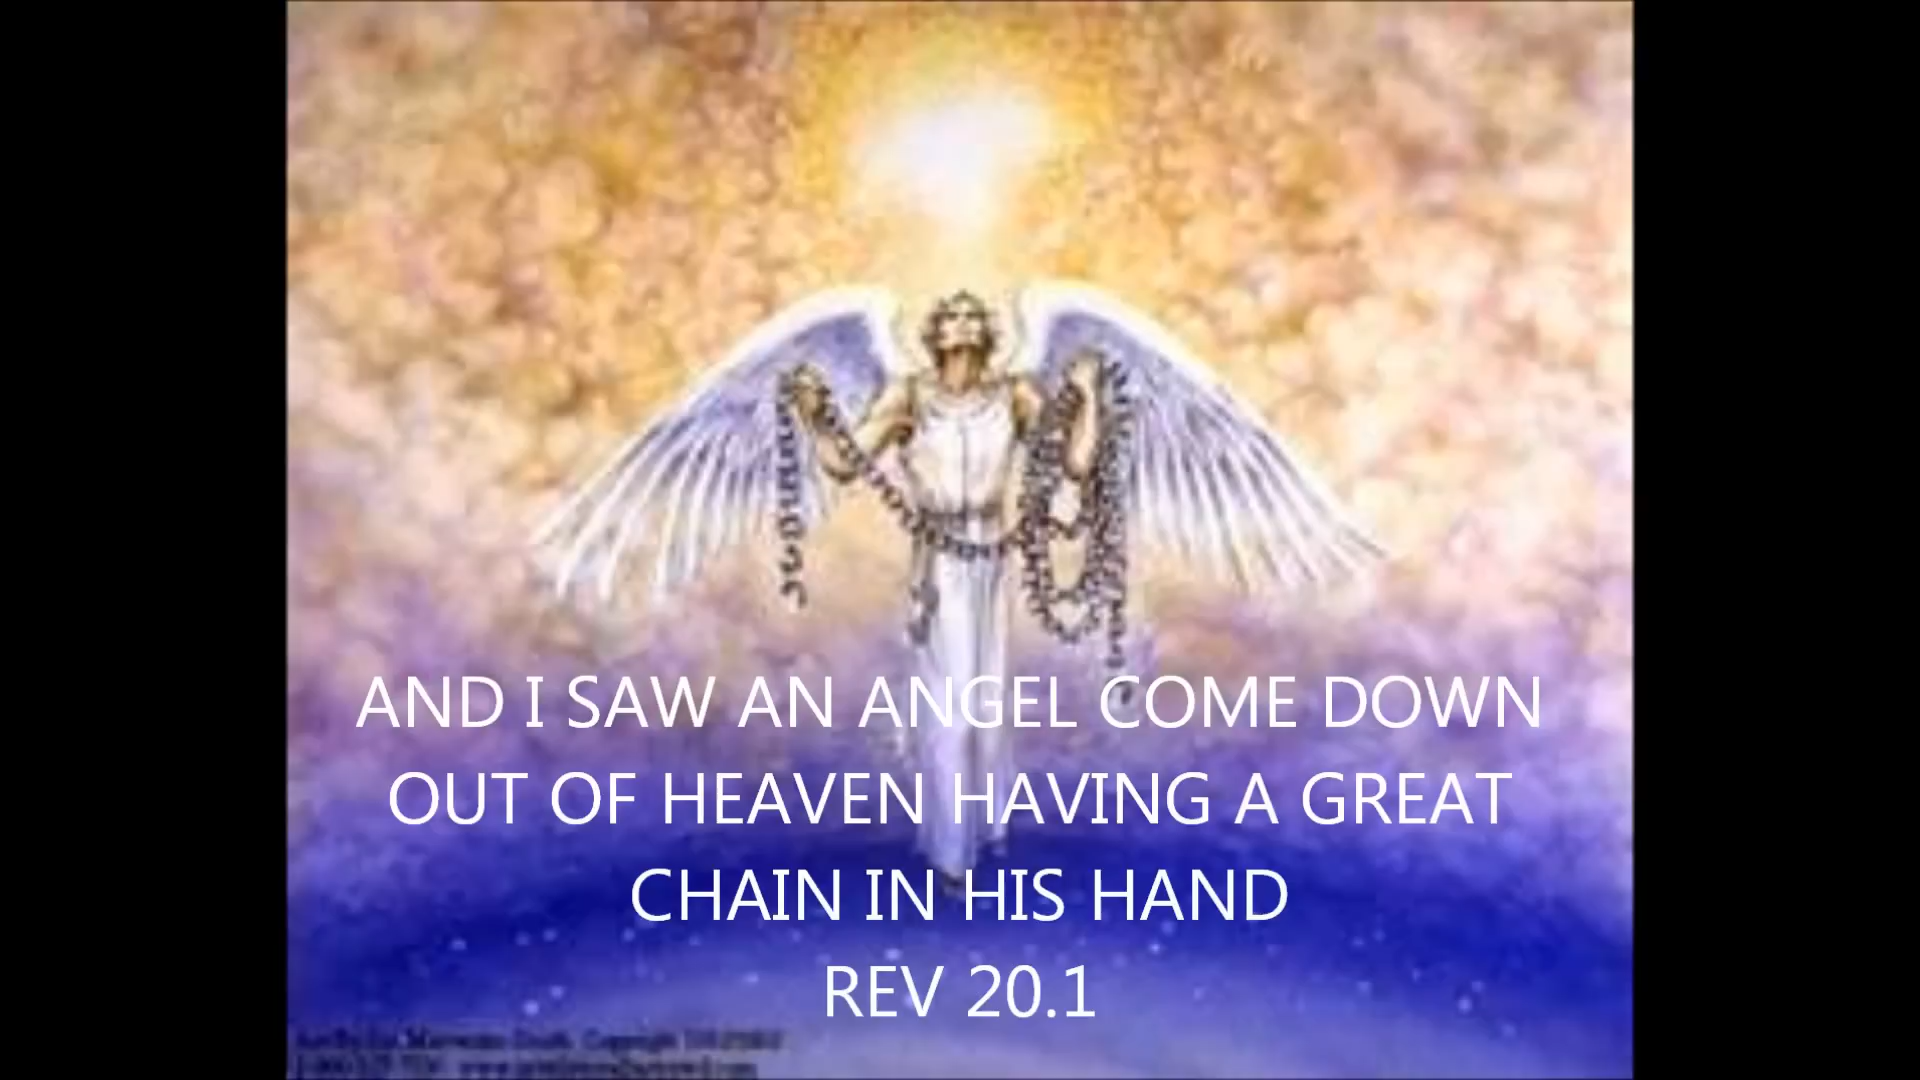 AND I SAW AN ANGEL COME DOWN
OUT OF HEAVEN HAVING A GREAT
CHAIN IN HIS HAND
REV 20.1